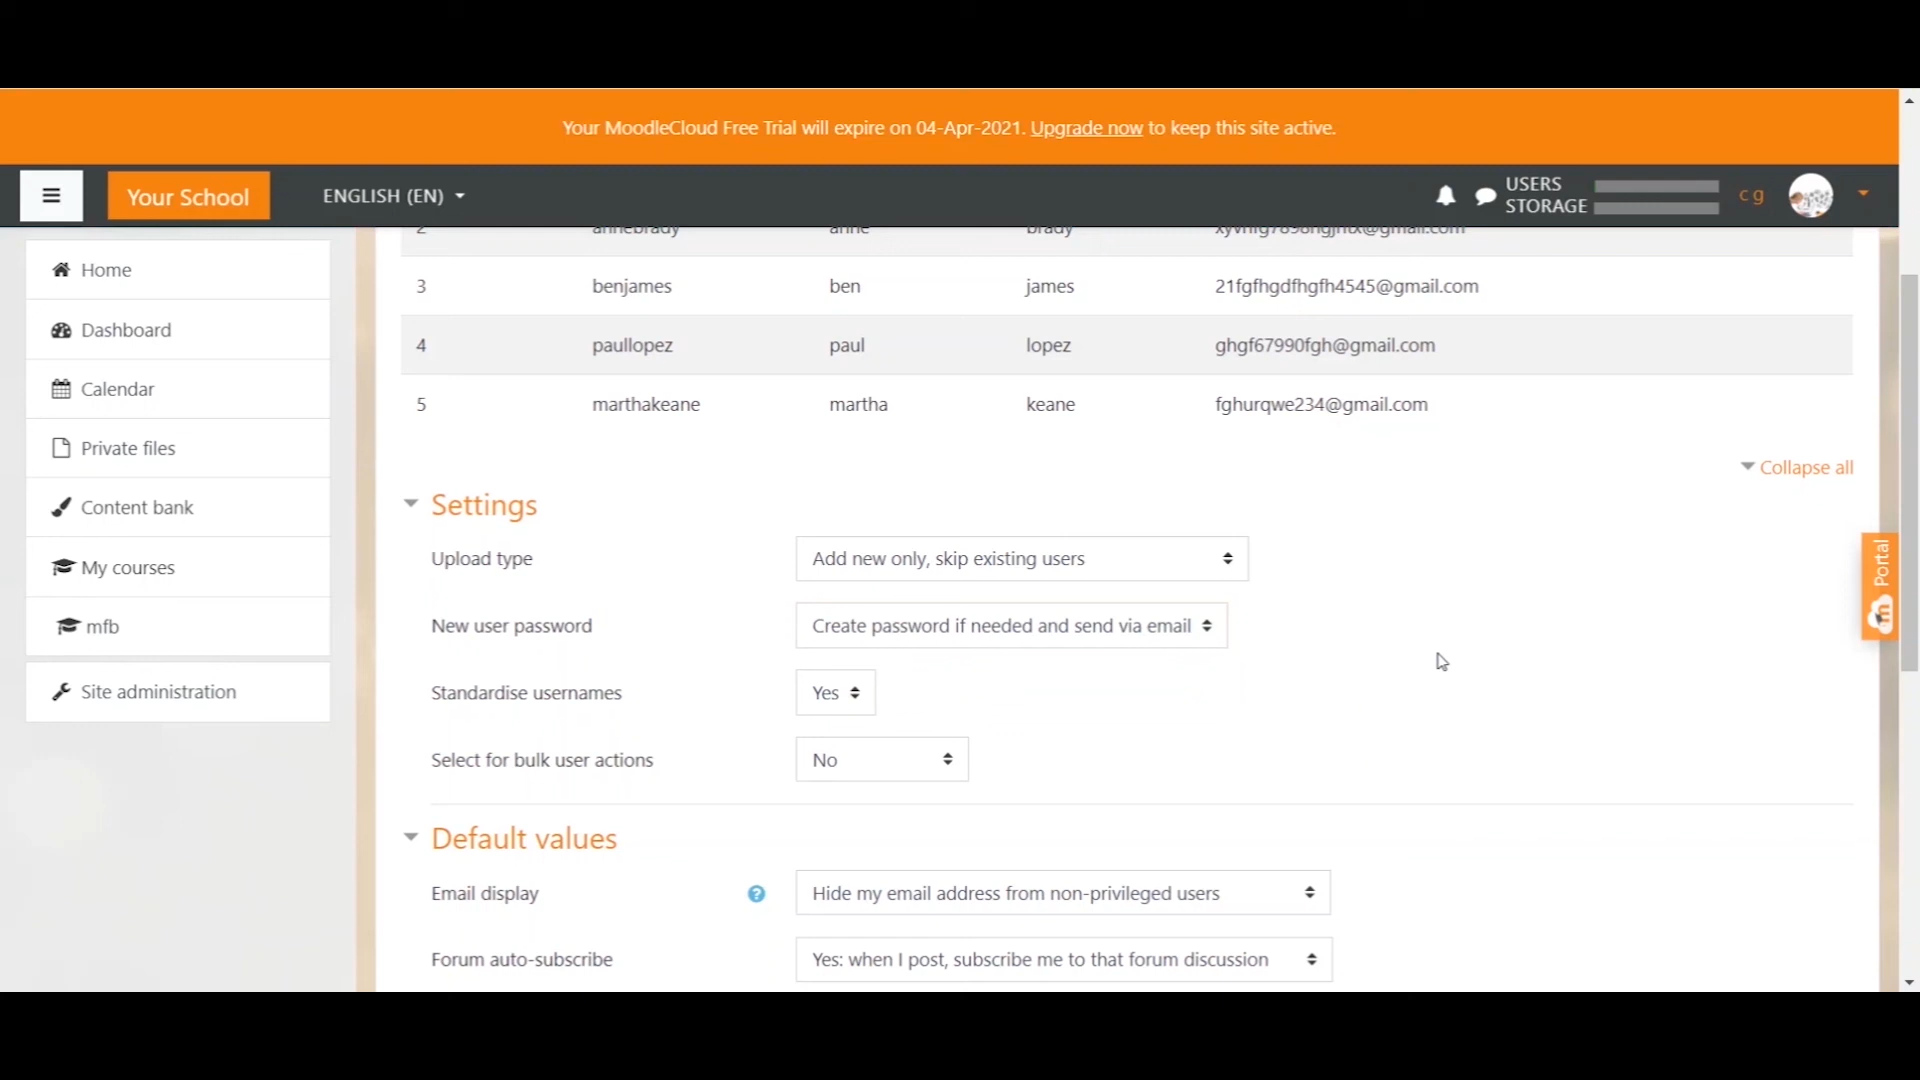 Your MoodleCloud Free Trial will expire on 04-Apr-2021. Upgrade now to keep this site active.
Your School
ENGLISH (EN)
USERS
STORAGE
c g
Home
Dashboard
Calendar
Private files
Content bank
My courses
mfb
Site administration
2 annebrady anne brady
3 benjames ben james 21fgfhgdfhgfh4545@gmail.com
4 paullopez paul lopez ghgf67990fgh@gmail.com
5 marthakeane martha keane fghurqwe234@gmail.com
Collapse all
Settings
Upload type Add new only, skip existing users
New user password Create password if needed and send via email
Standardise usernames Yes
Select for bulk user actions No
Default values
Email display ? Hide my email address from non-privileged users
Forum auto-subscribe Yes: when I post, subscribe me to that forum discussion
Portal
m